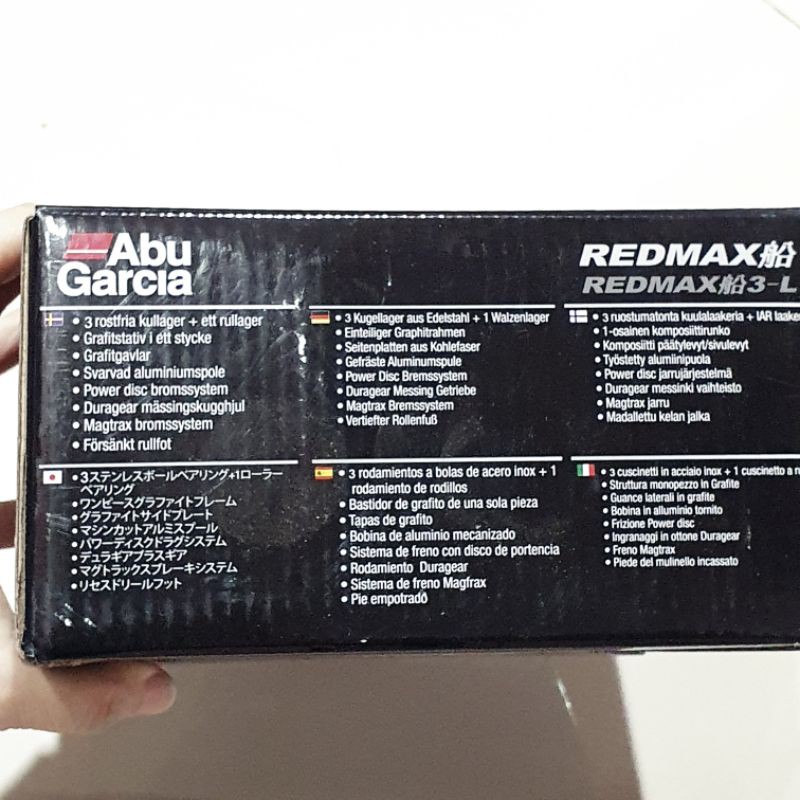 Abu
Garcia
REDMAX船
REDMAX船3-L
• 3 rostfria kullager + ett rullager
• Grafitstativ i ett stycke
• Grafitgavlar
• Svarvad aluminiumspole
• Power disc bromssystem
• Duragear mässingskugghjul
• Magtrax bromssystem
• Försänkt rullfot
• 3 Kugellager aus Edelstahl + 1 Walzenlager
• Einteiliger Graphitrahmen
• Seitenplatten aus Kohlefaser
• Gefräste Aluminumspule
• Power Disc Bremssystem
• Duragear Messing Getriebe
• Magtrax Bremssystem
• Vertiefter Rollenfuß
• 3 ruostumatonta kuulalaakeria + IAR
• 1-osainen komposiittirunko
• Komposiitti päätylevyt/sivulevyt
• Työstetty alumiinipuola
• Power disc jarrujärjestelmä
• Duragear messinki vaihteisto
• Magtrax jarru
• Madallettu kelan jalka
• 3ステンレスボールベアリング+1ローラー
ベアリング
• ワンピースグラファイトフレーム
• グラファイトサイドプレート
• マシンカットアルミスプール
• パワーディスクドラグシステム
• デュラギアブラスギア
• マグトラックスブレーキシステム
• リセスドリールフット
• 3 rodamientos a bolas de acero inox + 1
rodamiento de rodillos
• Bastidor de grafito de una sola pieza
• Tapas de grafito
• Bobina de aluminio mecanizado
• Sistema de freno con disco de potencia
• Rodamiento Duragear
• Sistema de freno Magfrax
• Pie empotradõ
• 3 cuscinetti in acciaio inox + 1 cuscinetto a
• Struttura monopezzo in Grafite
• Guance laterali in grafite
• Bobina in alluminio tornito
• Frizione Power disc
• Ingranaggi in ottone Duragear
• Freno Magtrax
• Piede del mulinello incassato